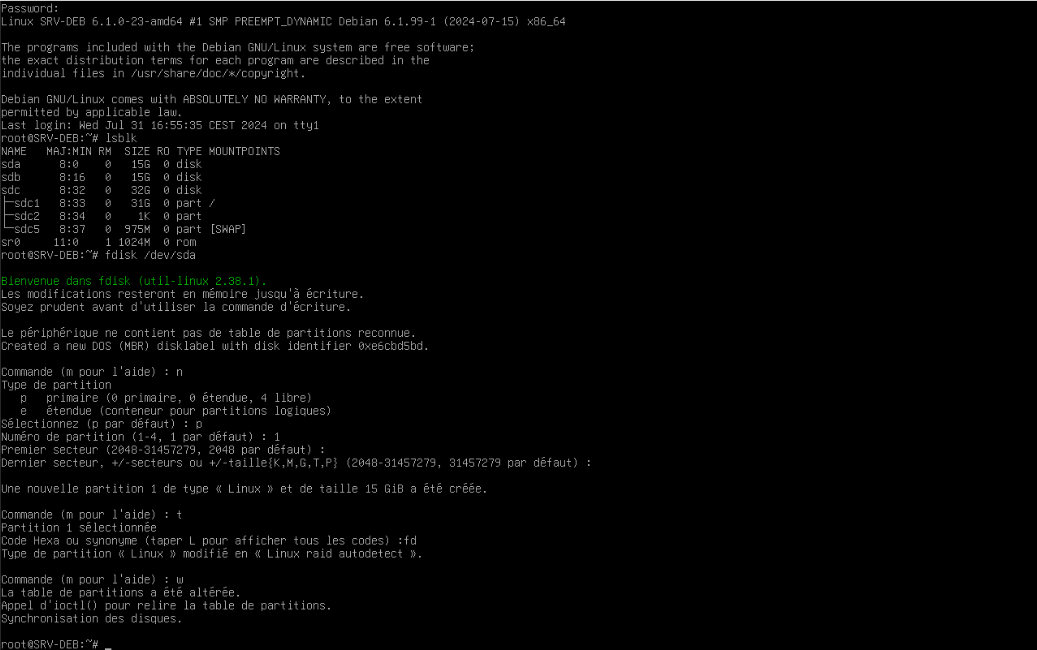 Password:
Linux SRV-DEB 6.1.0-23-amd64 #1 SMP PREEMPT_DYNAMIC Debian 6.1.99-1 (2024-07-15) x86_64
The programs included with the Debian GNU/Linux system are free software;
the exact distribution terms for each program are described in the
individual files in /usr/share/doc/*/copyright.
Debian GNU/Linux comes with ABSOLUTELY NO WARRANTY, to the extent
permitted by applicable law.
Last login: Wed Jul 31 16:55:35 CEST 2024 on tty1
root@SRV-DEB:~# lsblk
NAME   MAJ:MIN RM  SIZE RO TYPE MOUNTPOINTS
sda      8:0    0   15G  0 disk
sdb      8:16   0   15G  0 disk
sdc      8:32   0   32G  0 disk
├─sdc1   8:33   0   31G  0 part /
├─sdc2   8:34   0    1K  0 part
└─sdc5   8:37   0  975M  0 part [SWAP]
sr0     11:0    1 1024M  0 rom
root@SRV-DEB:~# fdisk /dev/sda
Bienvenue dans fdisk (util-linux 2.38.1).
Les modifications resteront en mémoire jusqu'à écriture.
Soyez prudent avant d'utiliser la commande d'écriture.
Le périphérique ne contient pas de table de partitions reconnue.
Created a new DOS (MBR) disklabel with disk identifier 0xe6cbd5bd.
Commande (m pour l'aide) : n
Type de partition
   p   primaire (0 primaire, 0 étendue, 4 libre)
   e   étendue (conteneur pour partitions logiques)
Sélectionnez (p par défaut) : p
Numéro de partition (1-4, 1 par défaut) : 1
Premier secteur (2048-31457279, 2048 par défaut) :
Dernier secteur, +/-secteurs ou +/-taille{K,M,G,T,P} (2048-31457279, 31457279 par défaut) :
Une nouvelle partition 1 de type « Linux » et de taille 15 GiB a été créée.
Commande (m pour l'aide) : t
Partition 1 sélectionnée
Code Hexa ou synonyme (taper L pour afficher tous les codes) :fd
Type de partition « Linux » modifié en « Linux raid autodetect ».
Commande (m pour l'aide) : w
La table de partitions a été altérée.
Appel d'ioctl() pour relire la table de partitions.
Synchronisation des disques.
root@SRV-DEB:~# _